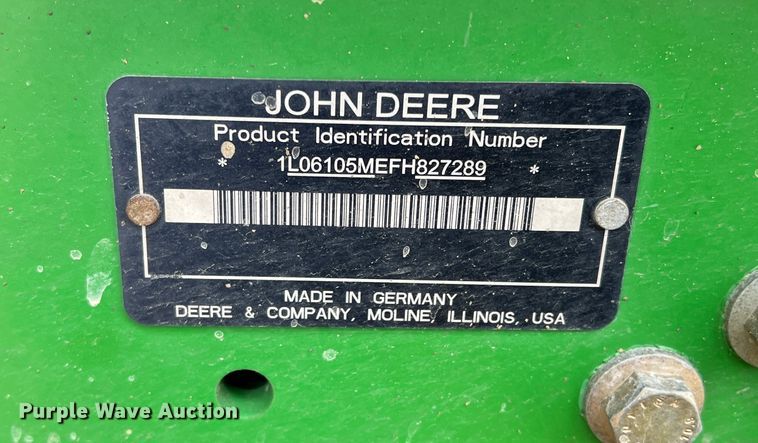 JOHN DEERE
Product Identification Number
* 1L06105MEFH827289 *
MADE IN GERMANY
DEERE & COMPANY, MOLINE, ILLINOIS, USA
Purple Wave Auction